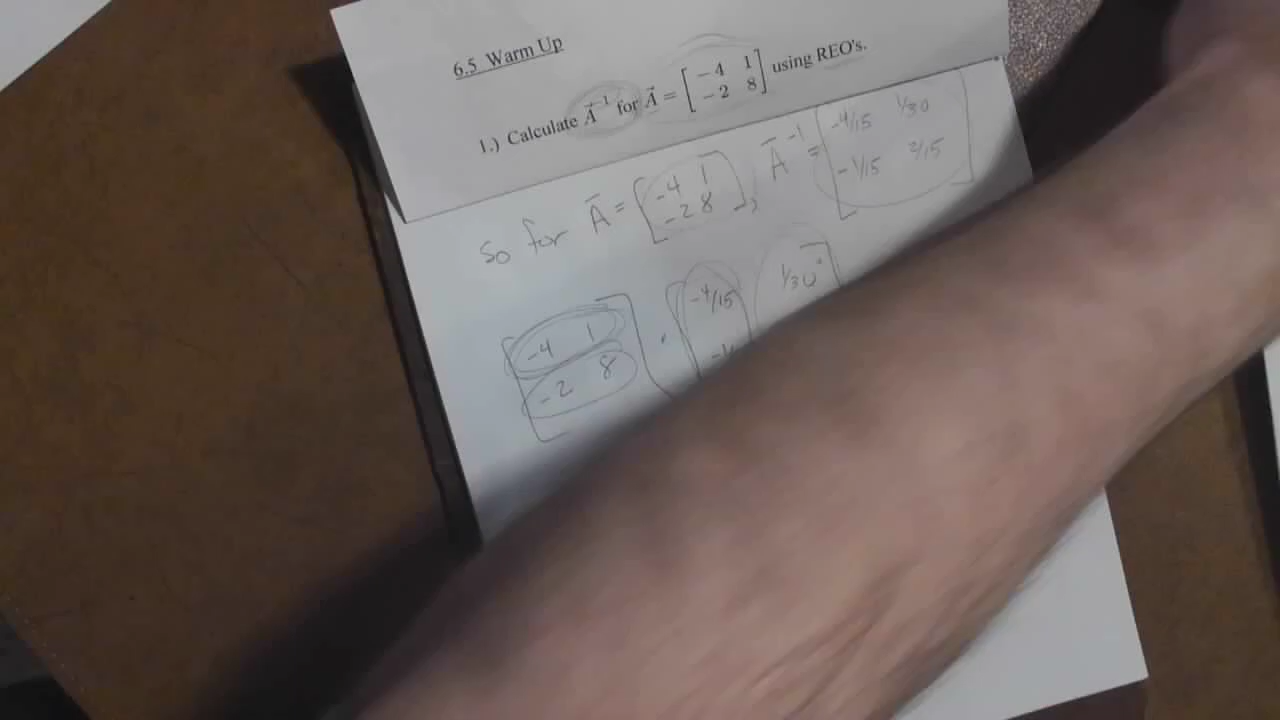 6.5 Warm Up
1.) Calculate A⃗⁻¹ for A⃗ = [ -4 1 ; -2 8 ] using REO's.
So for A̅ = [ -4 1 ; -2 8 ], A̅⁻¹ = [ -4/15 1/30 ; -1/15 2/15 ]
[ -4 1 ; -2 8 ] · [ -4/15 1/30